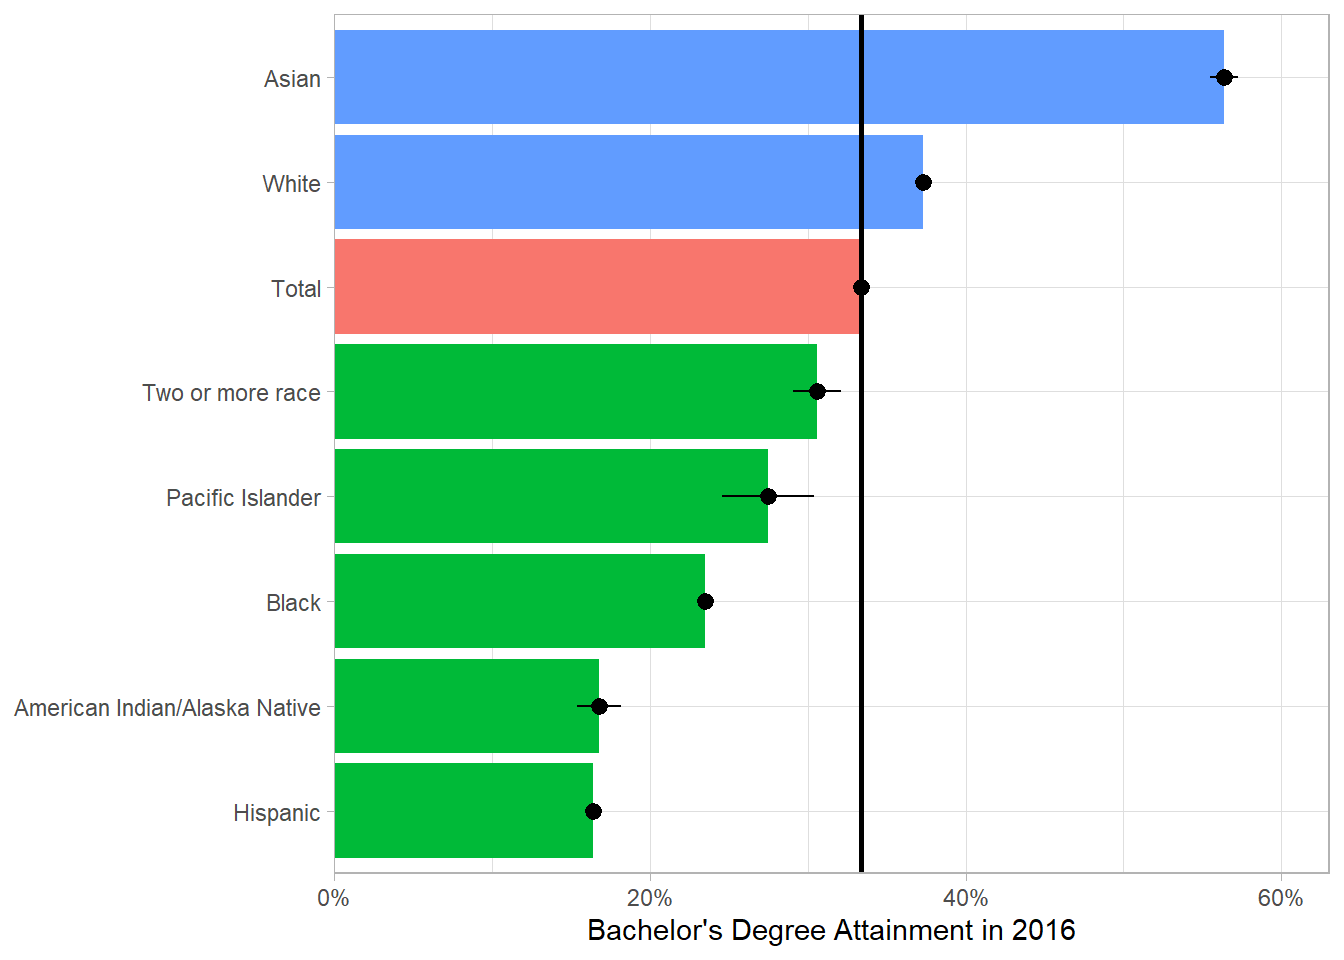 Asian
White
Total
Two or more race
Pacific Islander
Black
American Indian/Alaska Native
Hispanic
0% 20% 40% 60%
Bachelor's Degree Attainment in 2016